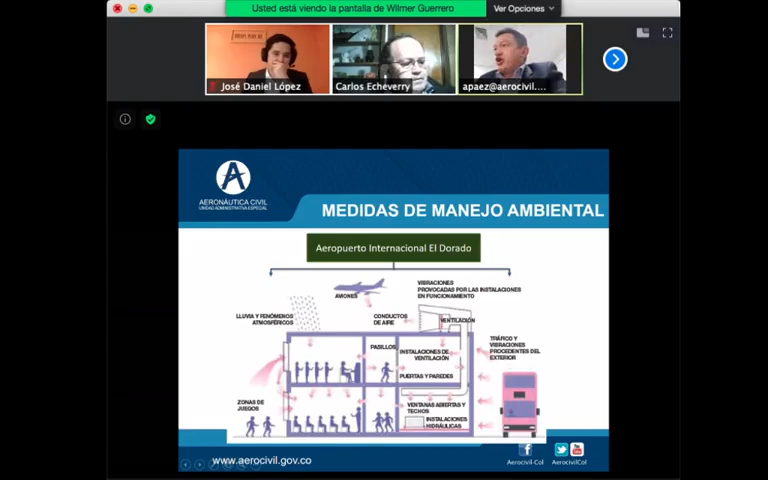 Usted está viendo la pantalla de Wilmer Guerrero
Ver Opciones
José Daniel López
Carlos Echeverry
apaez@aerocivil....
AERONÁUTICA CIVIL
UNIDAD ADMINISTRATIVA ESPECIAL
MEDIDAS DE MANEJO AMBIENTAL
Aeropuerto Internacional El Dorado
AVIONES
VIBRACIONES
PROVOCADAS POR LAS INSTALACIONES
EN FUNCIONAMIENTO
LLUVIA Y FENÓMENOS
ATMOSFÉRICOS
CONDUCTOS
DE AIRE
VENTILACIÓN
PASILLOS
INSTALACIONES DE
VENTILACIÓN
TRÁFICO Y
VIBRACIONES
PROCEDENTES DEL
EXTERIOR
PUERTAS Y PAREDES
ZONAS DE
JUEGOS
VENTANAS ABIERTAS Y
TECHOS
INSTALACIONES
HIDRÁULICAS
www.aerocivil.gov.co
Aerocivil-Col
AerocivilCol